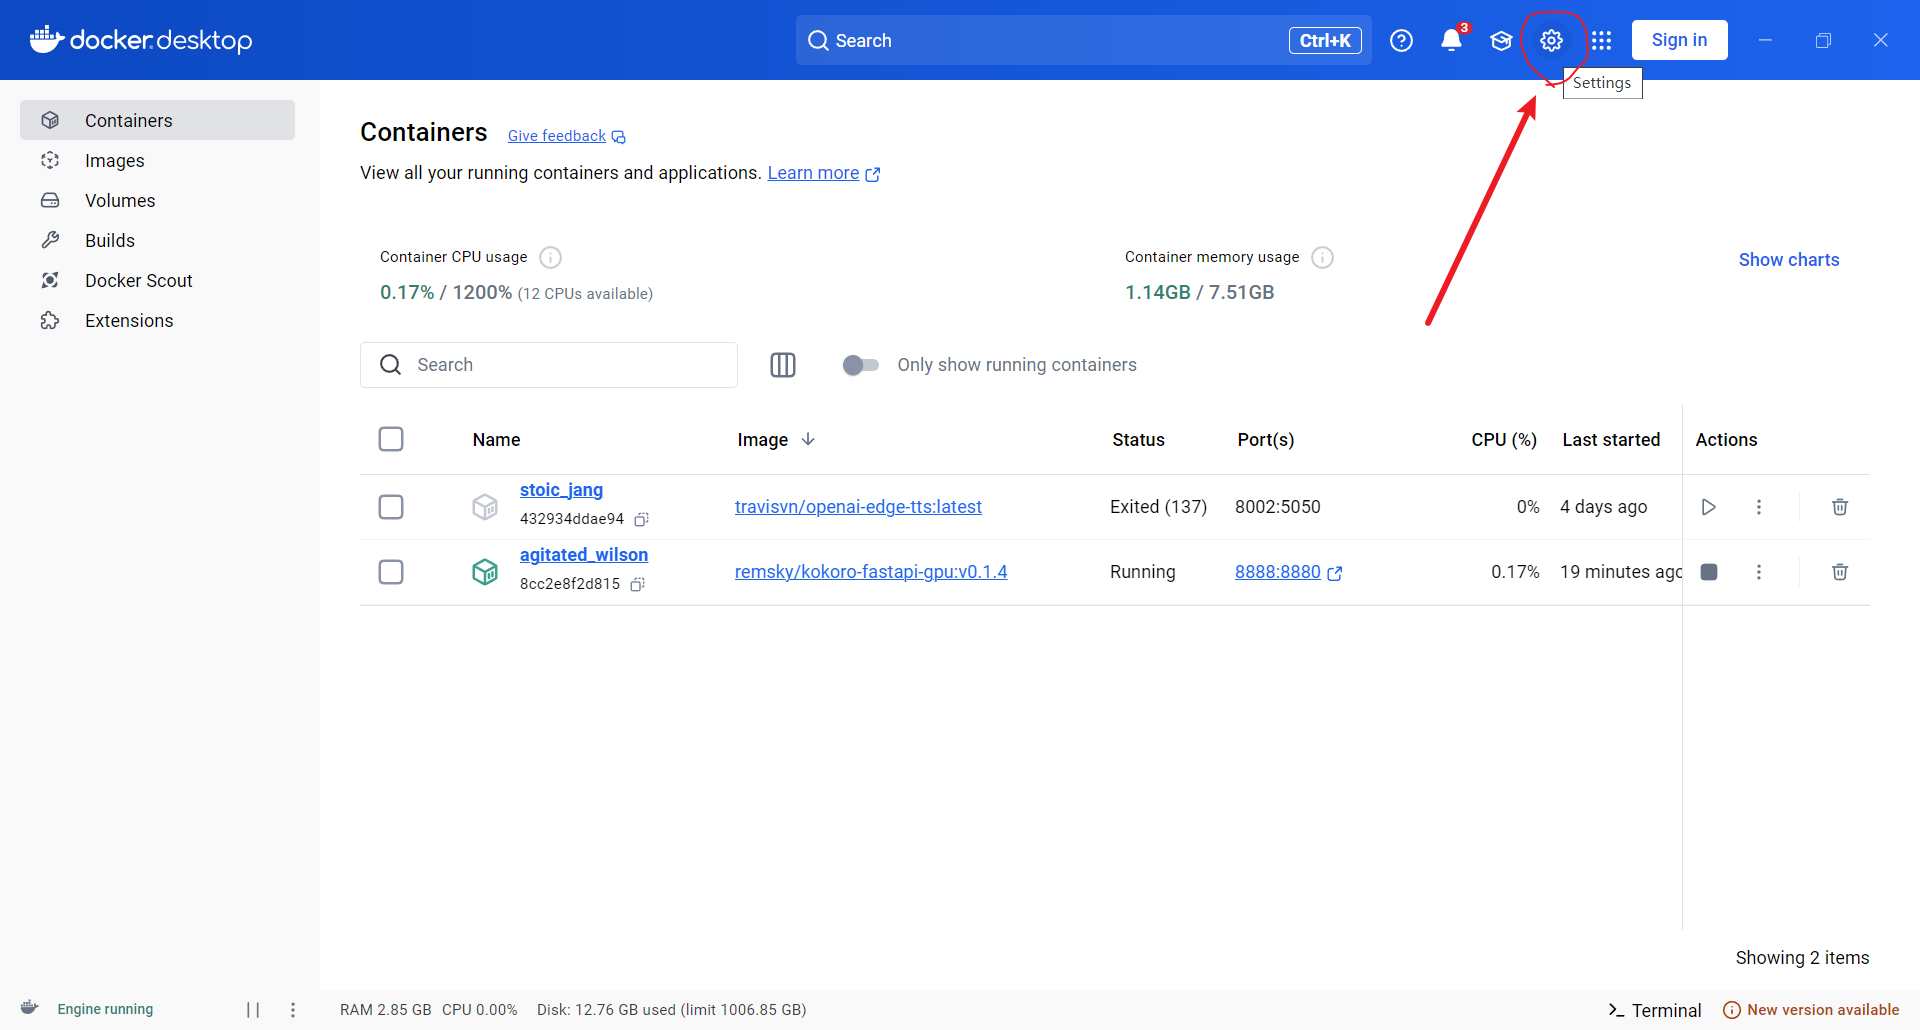 docker.desktop
Search
Ctrl+K
3
Sign in
Settings
Containers
Images
Volumes
Builds
Docker Scout
Extensions
Containers
Give feedback
View all your running containers and applications. Learn more
Container CPU usage
0.17% / 1200% (12 CPUs available)
Container memory usage
1.14GB / 7.51GB
Show charts
Search
Only show running containers
Name Image Status Port(s) CPU (%) Last started Actions
stoic_jang
432934ddae94
travisvn/openai-edge-tts:latest Exited (137) 8002:5050 0% 4 days ago
agitated_wilson
8cc2e8f2d815
remsky/kokoro-fastapi-gpu:v0.1.4 Running 8888:8880 0.17% 19 minutes ago
Showing 2 items
Engine running
RAM 2.85 GB CPU 0.00% Disk: 12.76 GB used (limit 1006.85 GB)
Terminal
New version available